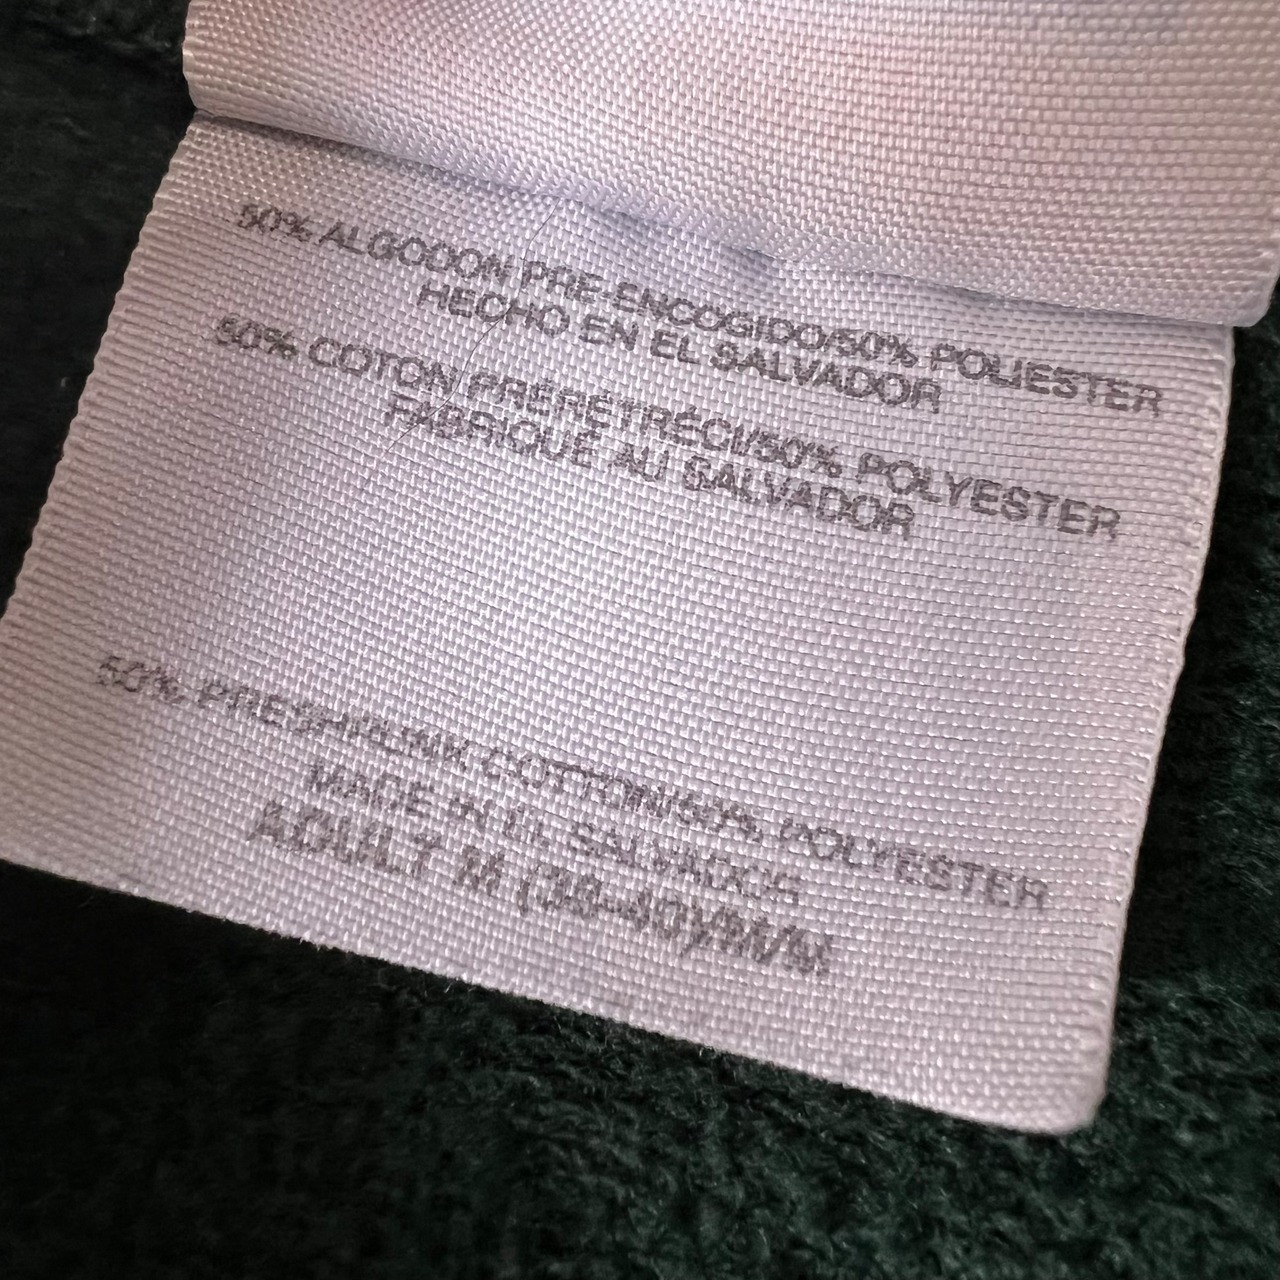 50% ALGODON PRE-ENCOGIDO/50% POLIESTER
HECHO EN EL SALVADOR
50% COTON PRÉRÉTRÉCI/50% POLYESTER
FABRIQUÉ AU SALVADOR
50% PRESHRUNK COTTON/50% POLYESTER
MADE IN EL SALVADOR
ADULT M (38-40)/M/M